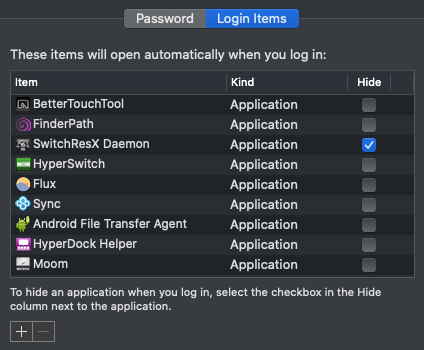 Password Login Items
These items will open automatically when you log in:
Item Kind Hide
BetterTouchTool Application
FinderPath Application
SwitchResX Daemon Application
HyperSwitch Application
Flux Application
Sync Application
Android File Transfer Agent Application
HyperDock Helper Application
Moom Application
To hide an application when you log in, select the checkbox in the Hide
column next to the application.
+ −